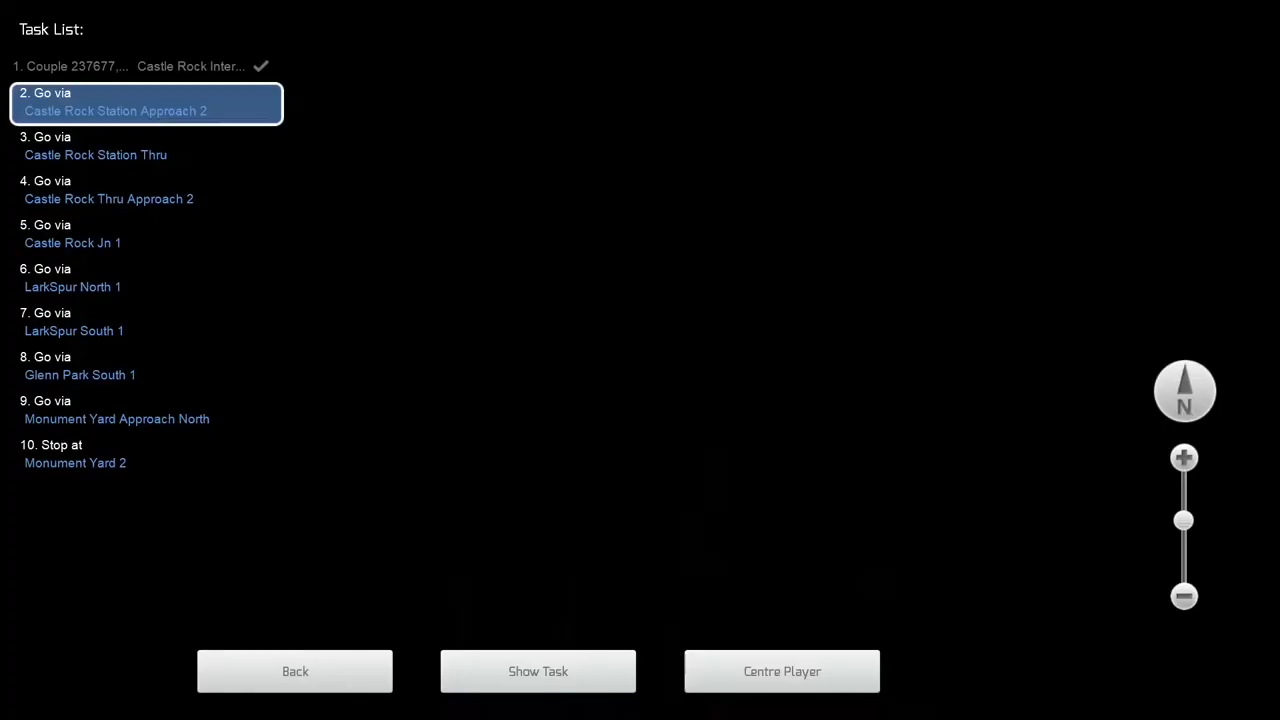 Task List:
1. Couple 237677,... Castle Rock Inter...
2. Go via
Castle Rock Station Approach 2
3. Go via
Castle Rock Station Thru
4. Go via
Castle Rock Thru Approach 2
5. Go via
Castle Rock Jn 1
6. Go via
LarkSpur North 1
7. Go via
LarkSpur South 1
8. Go via
Glenn Park South 1
9. Go via
Monument Yard Approach North
10. Stop at
Monument Yard 2
N
Back
Show Task
Centre Player